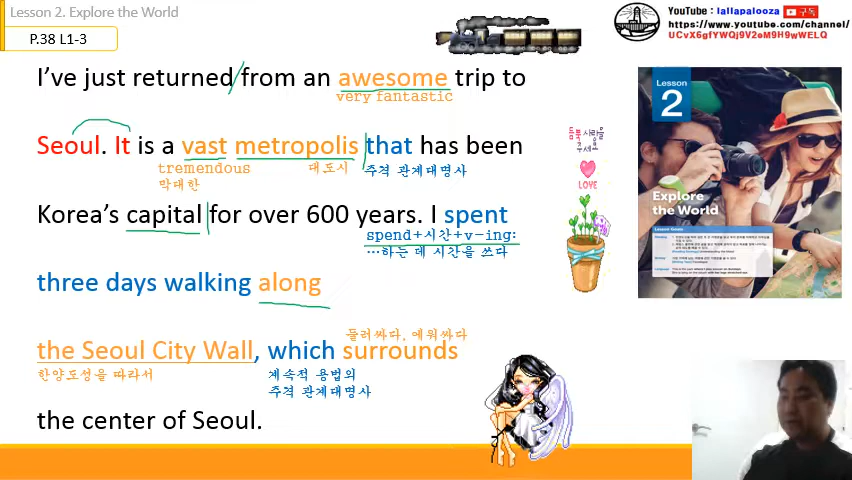 Lesson 2. Explore the World
P.38 L1-3
YouTube : lallapalooza 구독
https://www.youtube.com/channel/
UCvX6gfYWQj9V2eM9H9wWELQ
I've just returned from an awesome trip to
very fantastic
Seoul. It is a vast metropolis that has been
tremendous 대도시 주격 관계대명사
막대한
Korea's capital for over 600 years. I spent
spend+시간+v-ing:
…하는 데 시간을 쓰다
three days walking along
둘러싸다, 에워싸다
the Seoul City Wall, which surrounds
한양도성을 따라서 계속적 용법의
주격 관계대명사
the center of Seoul.
LOVE
Lesson
2
Explore
the World